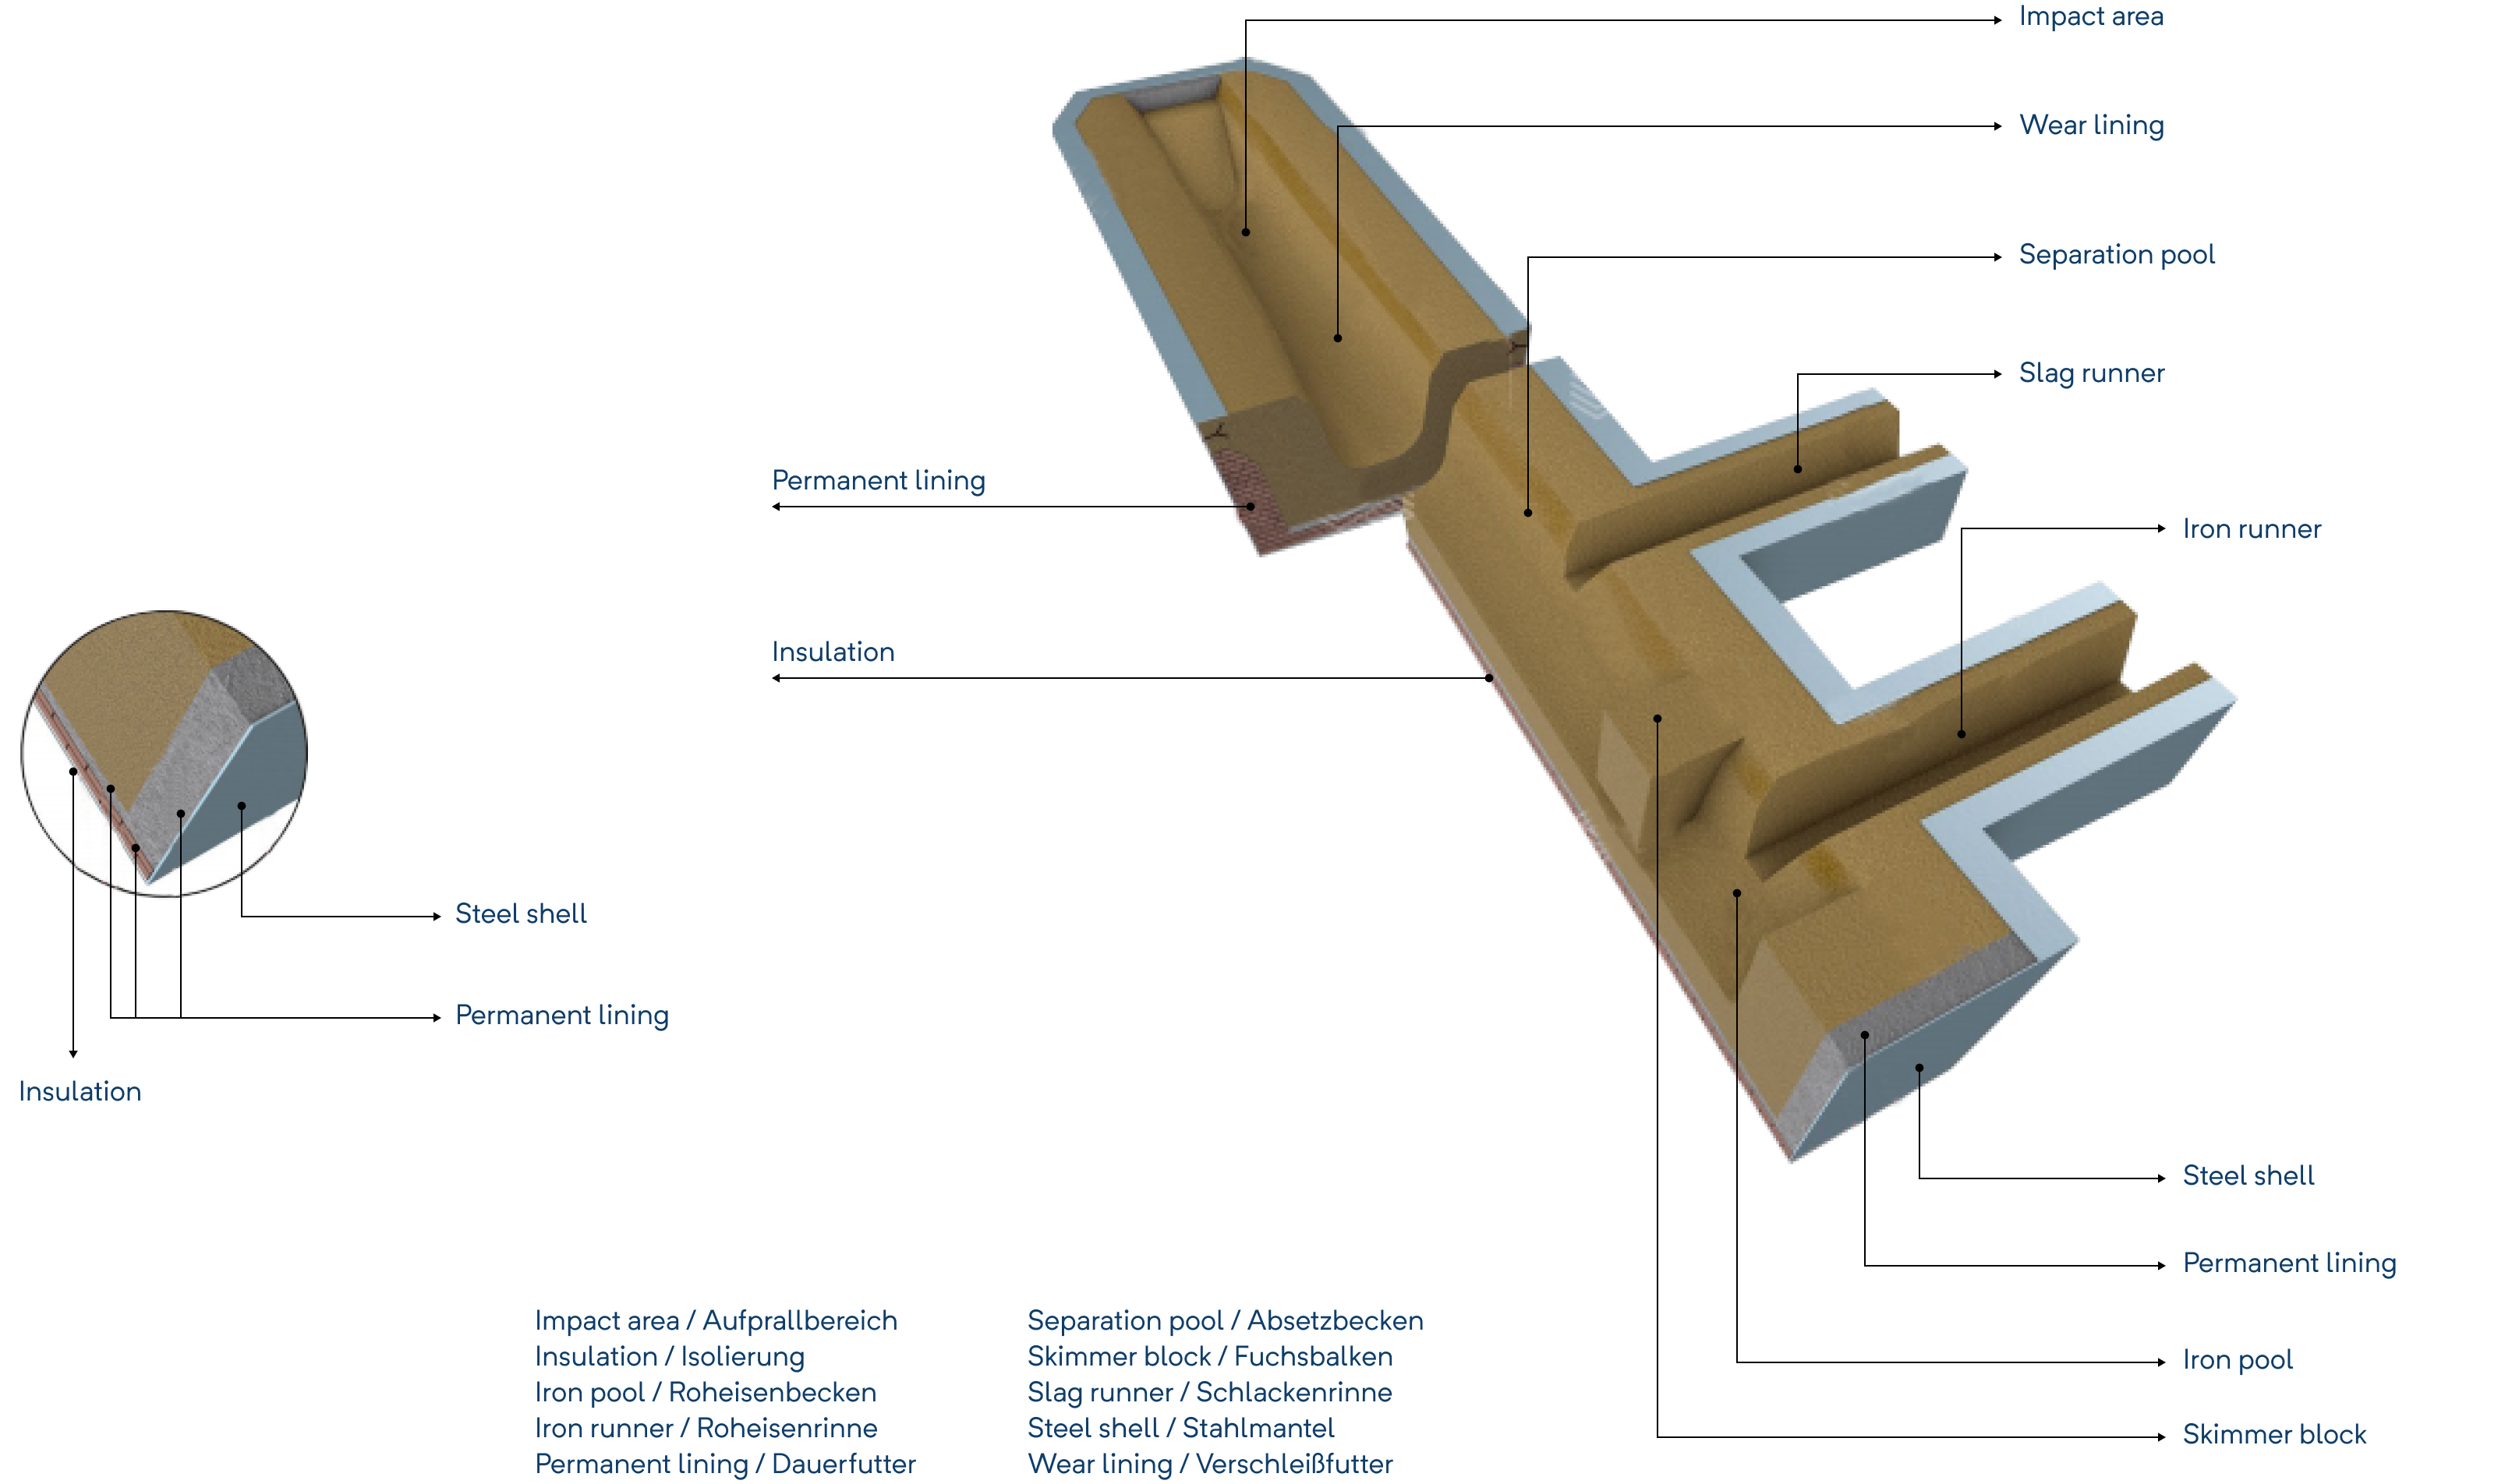 Impact area
Wear lining
Separation pool
Slag runner
Permanent lining
Iron runner
Insulation
Steel shell
Permanent lining
Insulation
Steel shell
Permanent lining
Iron pool
Skimmer block
Impact area / Aufprallbereich
Insulation / Isolierung
Iron pool / Roheisenbecken
Iron runner / Roheisenrinne
Permanent lining / Dauerfutter
Separation pool / Absetzbecken
Skimmer block / Fuchsbalken
Slag runner / Schlackenrinne
Steel shell / Stahlmantel
Wear lining / Verschleißfutter